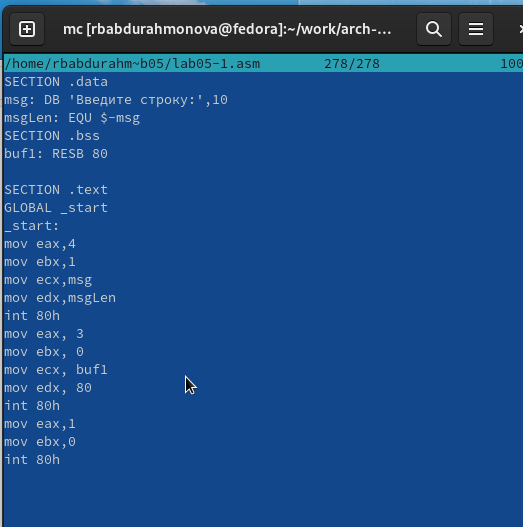 mc [rbabdurahmonova@fedora]:~/work/arch-...
/home/rbabdurahm~b05/lab05-1.asm 278/278 100
SECTION .data
msg: DB 'Введите строку:',10
msgLen: EQU $-msg
SECTION .bss
buf1: RESB 80
SECTION .text
GLOBAL _start
_start:
mov eax,4
mov ebx,1
mov ecx,msg
mov edx,msgLen
int 80h
mov eax, 3
mov ebx, 0
mov ecx, buf1
mov edx, 80
int 80h
mov eax,1
mov ebx,0
int 80h